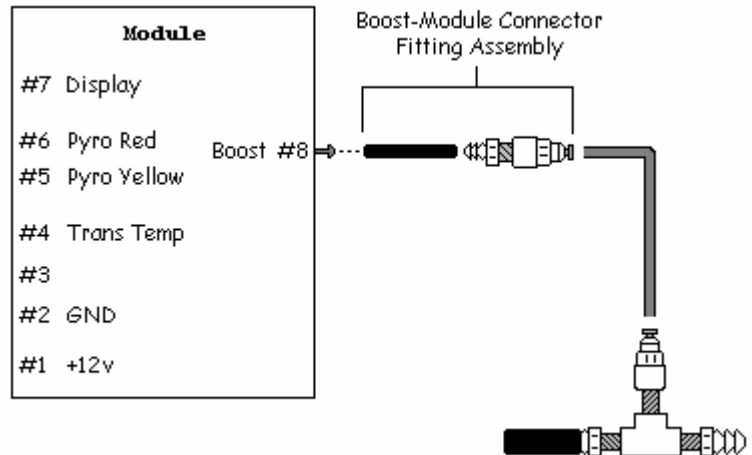 Module
Boost-Module Connector
Fitting Assembly
#7 Display
#6 Pyro Red
Boost #8
#5 Pyro Yellow
#4 Trans Temp
#3
#2 GND
#1 +12v